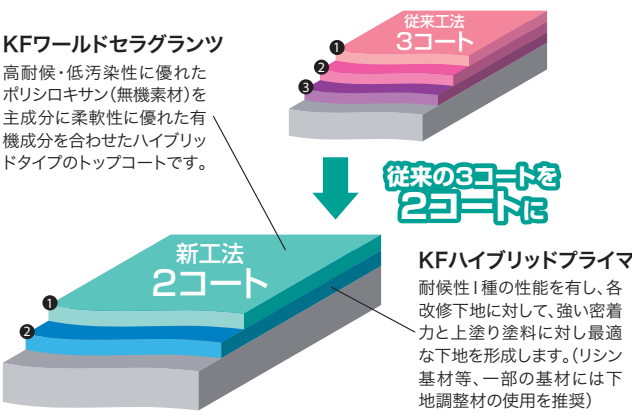 KFワールドセラグランツ
高耐候・低汚染性に優れた
ポリシロキサン(無機素材)を
主成分に柔軟性に優れた有
機成分を合わせたハイブリッ
ドタイプのトップコートです。
従来工法
3コート
1
2
3
従来の3コートを
2コートに
新工法
2コート
1
2
KFハイブリッドプライマ
耐候性Ⅰ種の性能を有し、各
改修下地に対して、強い密着
力と上塗り塗料に対し最適
な下地を形成します。(リシン
基材等、一部の基材には下
地調整材の使用を推奨)